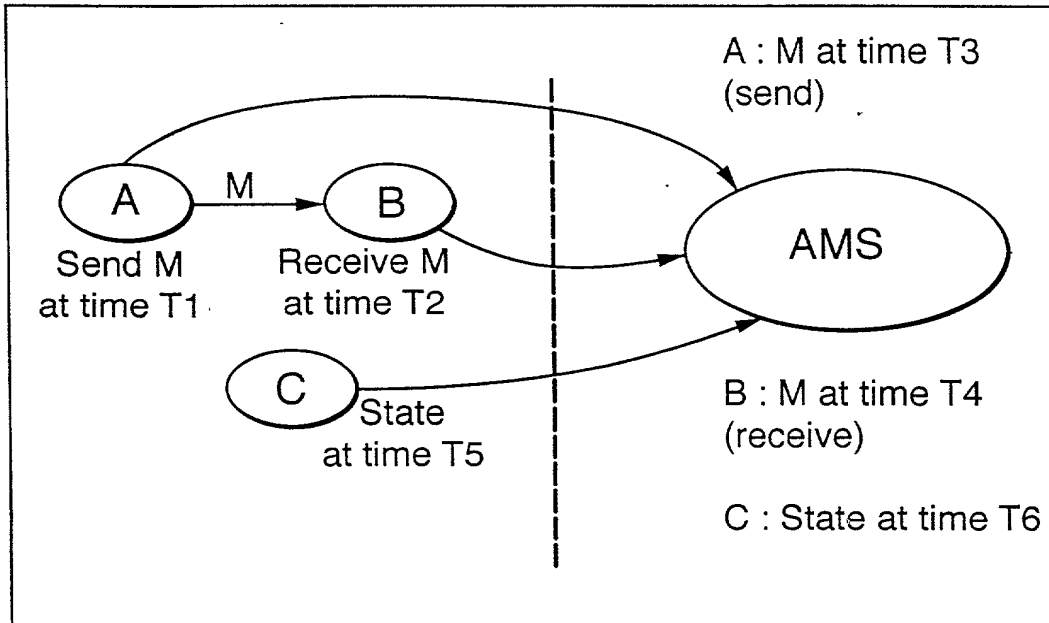 A : M at time T3
(send)
A
M
B
AMS
Send M
at time T1
Receive M
at time T2
C
State
at time T5
B : M at time T4
(receive)
C : State at time T6